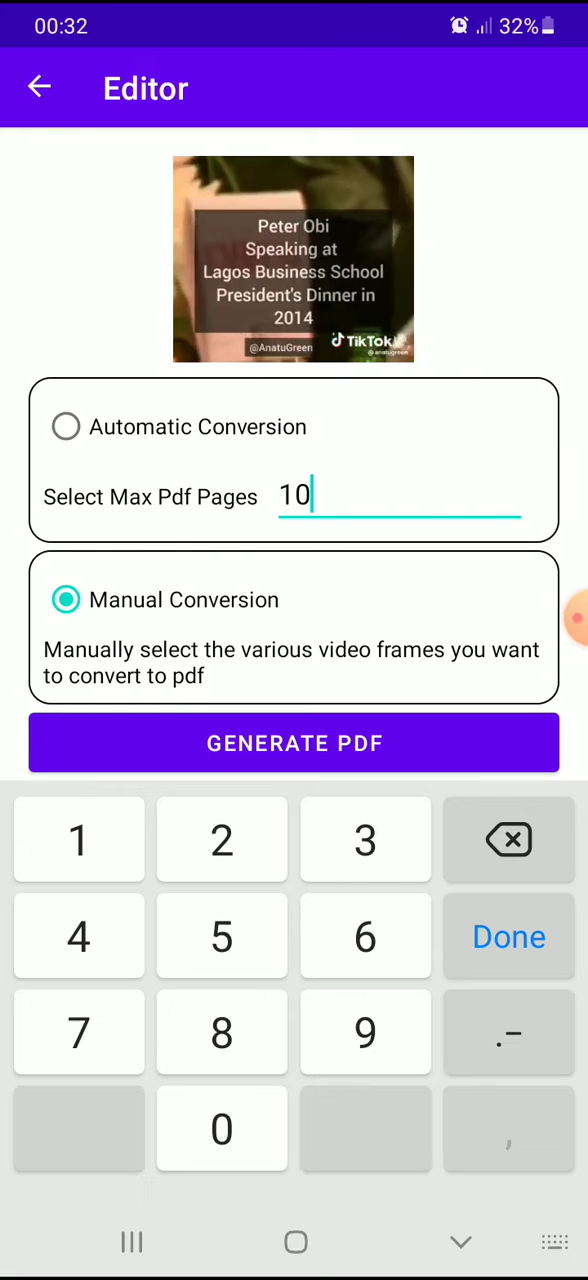 00:32
32%
Editor
Peter Obi
Speaking at
Lagos Business School
President's Dinner in
2014
@AnatuGreen
TikTok
@anatugreen
Automatic Conversion
Select Max Pdf Pages 10
Manual Conversion
Manually select the various video frames you want
to convert to pdf
GENERATE PDF
1 2 3
4 5 6 Done
7 8 9 .–
0 ,